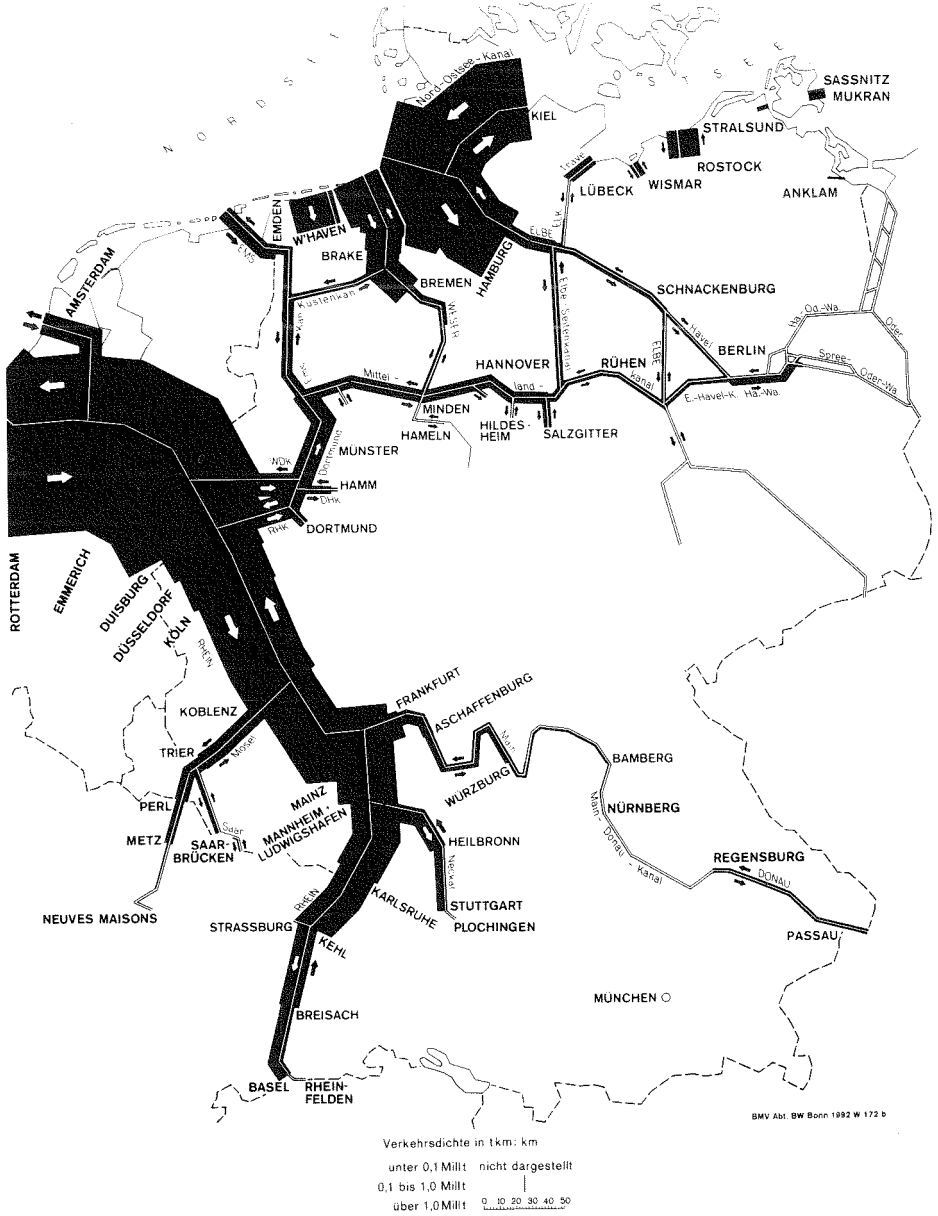 NORDSEE
Nord-Ostsee-Kanal
OSTSEE
SASSNITZ
MUKRAN
KIEL
STRALSUND
ROSTOCK
Trave
LÜBECK
WISMAR
ANKLAM
EMDEN
EMS
W'HAVEN
BRAKE
BREMEN
HAMBURG
ELBE
ELK
AMSTERDAM
Küstenkan
Kan
WESER
Elbe Seitenkanal
SCHNACKENBURG
Ha.-Od.-Wa.
Oder
Havel
ELBE
BERLIN
HANNOVER
RÜHEN
Spree-
Oder-Wa.
Mittel-
land-
kanal
E.-Havel-K. Ha.-Wa.
MINDEN
HAMELN
HILDES-
HEIM
SALZGITTER
Dortmund
MÜNSTER
WDK
HAMM
DHK
RHK
DORTMUND
ROTTERDAM
EMMERICH
DUISBURG
DÜSSELDORF
KÖLN
RHEIN
KOBLENZ
FRANKFURT
ASCHAFFENBURG
TRIER
Mosel
Main
WÜRZBURG
BAMBERG
PERL
MAINZ
MANNHEIM-
LUDWIGSHAFEN
NÜRNBERG
METZ
Saar
SAAR-
BRÜCKEN
HEILBRONN
Main-Donau-Kanal
Neckar
REGENSBURG
DONAU
NEUVES MAISONS
RHEIN
KARLSRUHE
STUTTGART
PLOCHINGEN
STRASSBURG
KEHL
PASSAU
MÜNCHEN
BREISACH
BASEL
RHEIN-
FELDEN
BMV Abt. BW Bonn 1992 W 172 b
Verkehrsdichte in tkm: km
unter 0,1 Mill t nicht dargestellt
0,1 bis 1,0 Mill t
über 1,0 Mill t 0 10 20 30 40 50